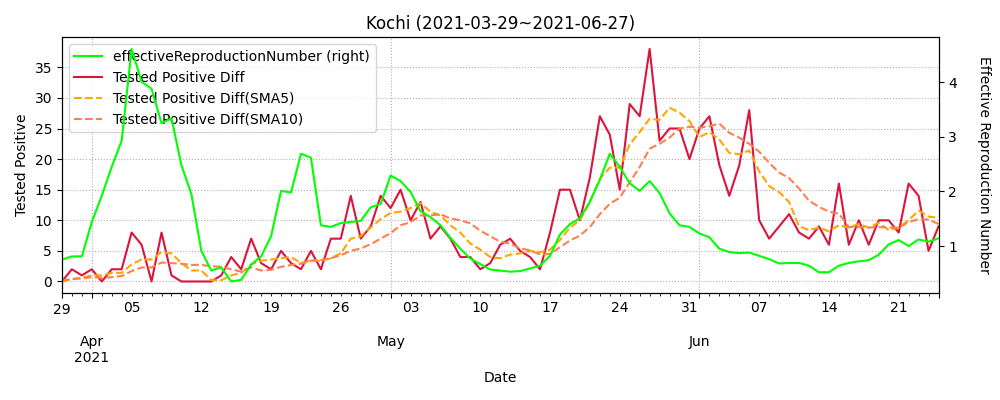 Kochi (2021-03-29~2021-06-27)
effectiveReproductionNumber (right)
Tested Positive Diff
Tested Positive Diff(SMA5)
Tested Positive Diff(SMA10)
Tested Positive
35
30
25
20
15
10
5
0
4
3
2
1
Effective Reproduction Number
29 05 12 19 26 03 10 17 24 31 07 14 21
Apr May Jun
2021
Date